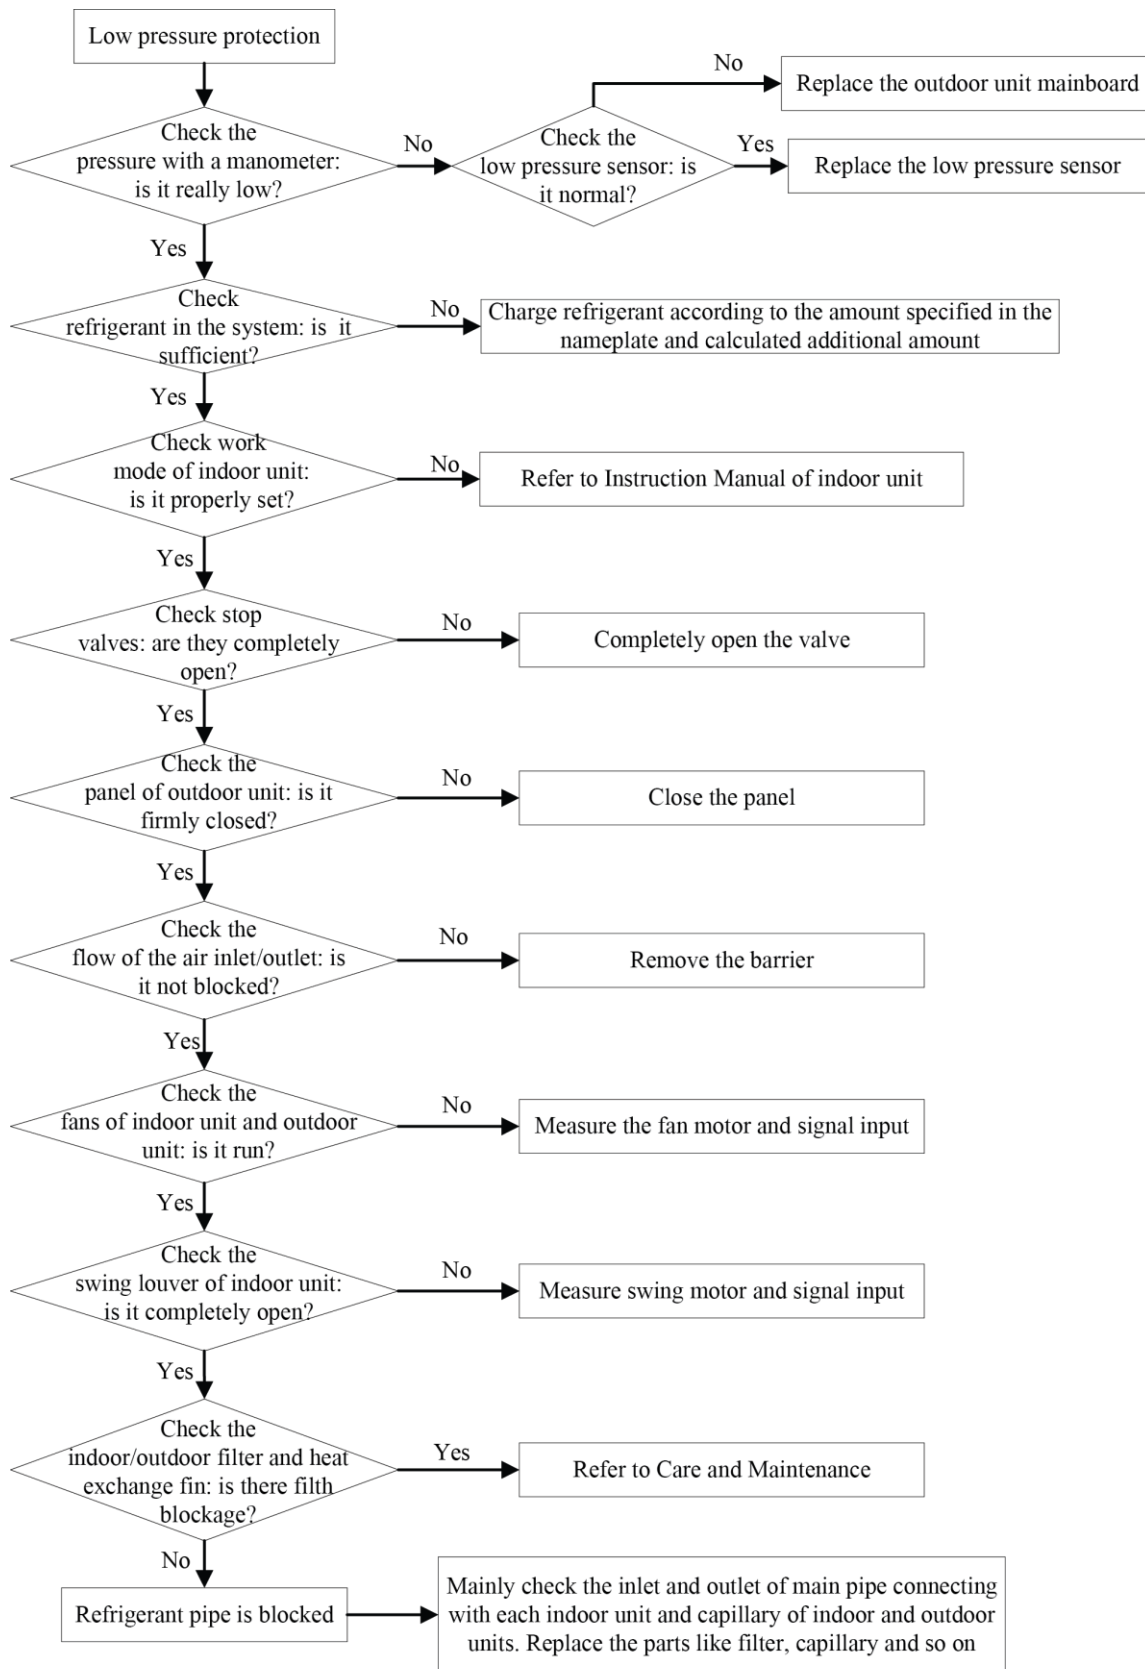 Low pressure protection
No
Replace the outdoor unit mainboard
Check the
pressure with a manometer:
is it really low?
No
Check the
low pressure sensor: is
it normal?
Yes
Replace the low pressure sensor
Yes
Check
refrigerant in the system: is it
sufficient?
No
Charge refrigerant according to the amount specified in the
nameplate and calculated additional amount
Yes
Check work
mode of indoor unit:
is it properly set?
No
Refer to Instruction Manual of indoor unit
Yes
Check stop
valves: are they completely
open?
No
Completely open the valve
Yes
Check the
panel of outdoor unit: is it
firmly closed?
No
Close the panel
Yes
Check the
flow of the air inlet/outlet: is
it not blocked?
No
Remove the barrier
Yes
Check the
fans of indoor unit and outdoor
unit: is it run?
No
Measure the fan motor and signal input
Yes
Check the
swing louver of indoor unit:
is it completely open?
No
Measure swing motor and signal input
Yes
Check the
indoor/outdoor filter and heat
exchange fin: is there filth
blockage?
Yes
Refer to Care and Maintenance
No
Refrigerant pipe is blocked
Mainly check the inlet and outlet of main pipe connecting
with each indoor unit and capillary of indoor and outdoor
units. Replace the parts like filter, capillary and so on